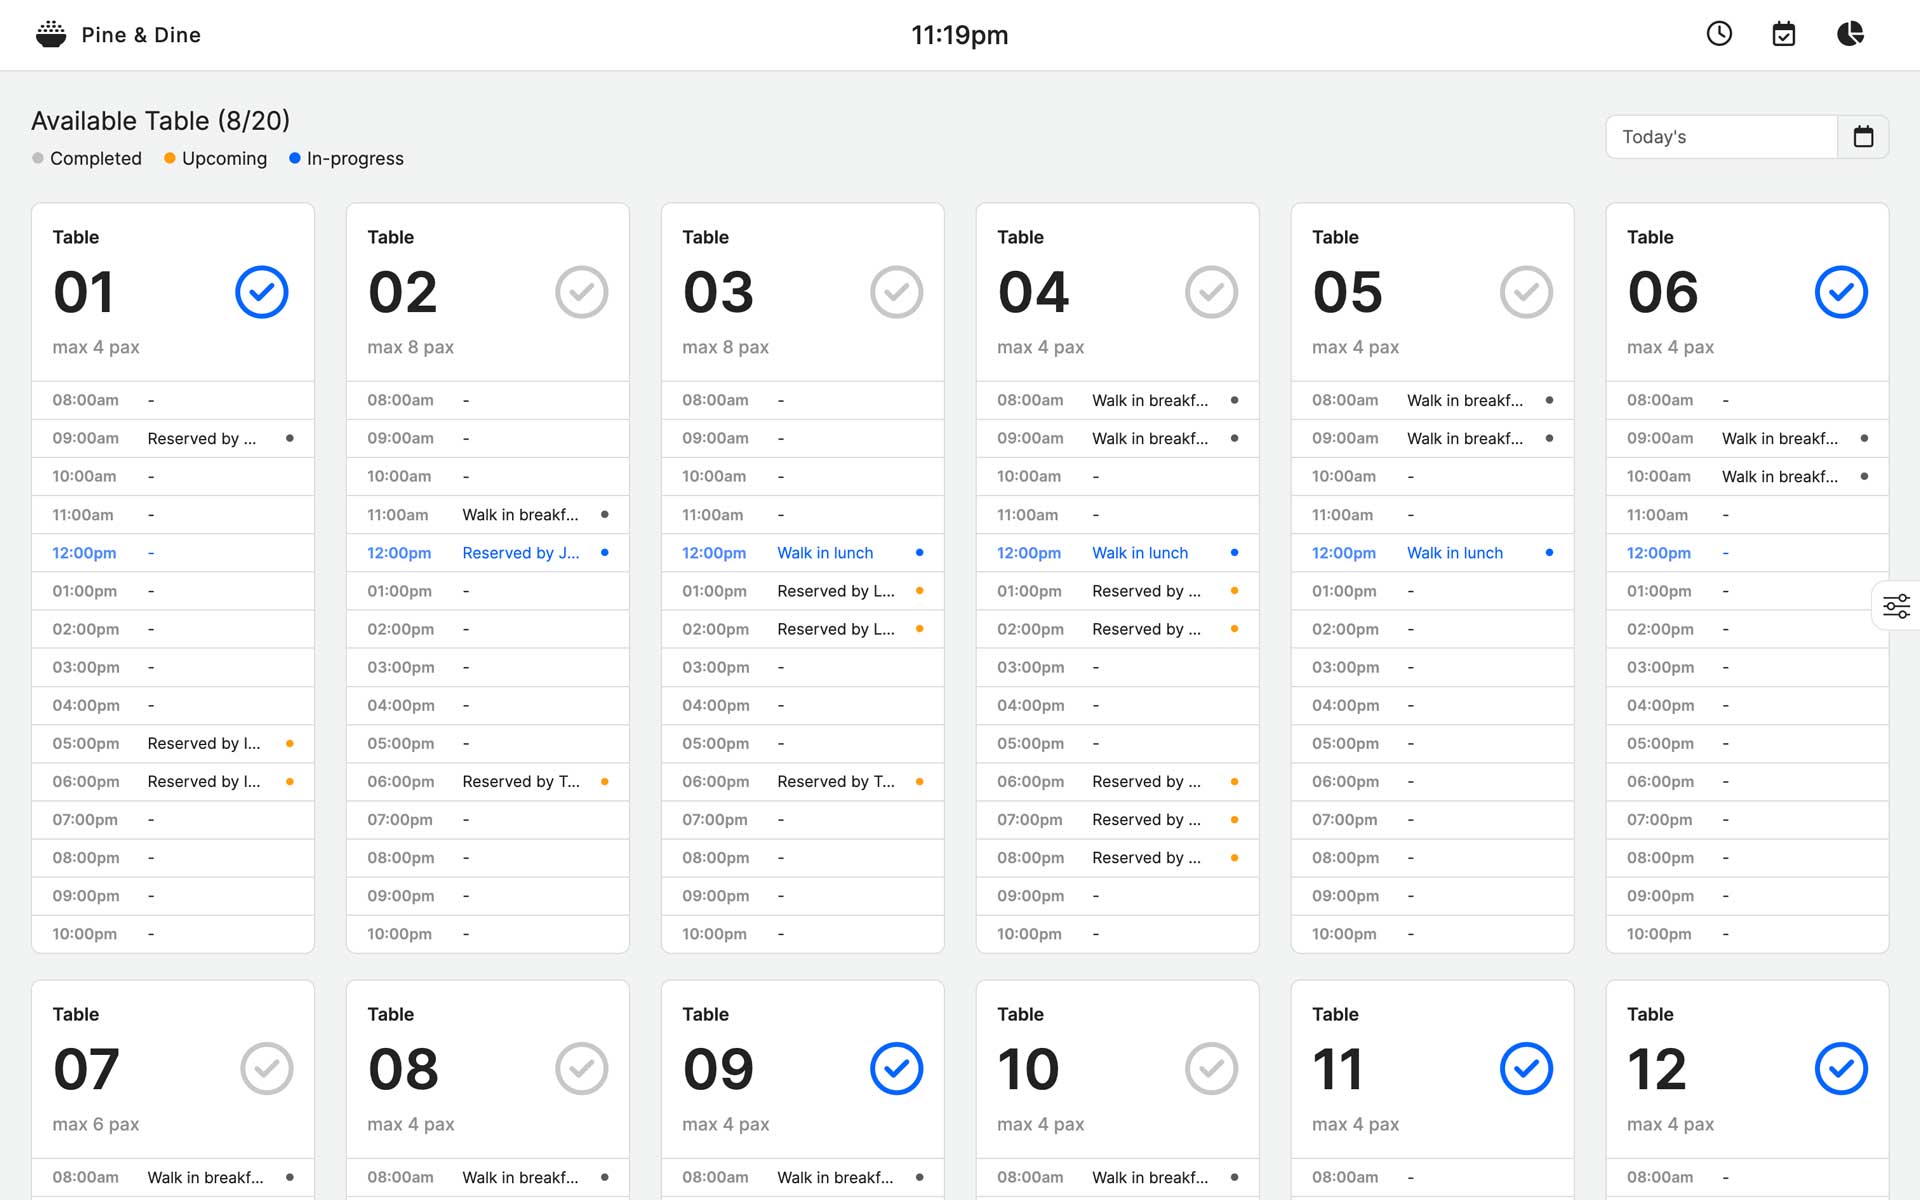 Pine & Dine
11:19pm
Available Table (8/20)
Completed
Upcoming
In-progress
Today's
Table
01
max 4 pax
08:00am -
09:00am Reserved by ...
10:00am -
11:00am -
12:00pm -
01:00pm -
02:00pm -
03:00pm -
04:00pm -
05:00pm Reserved by I...
06:00pm Reserved by I...
07:00pm -
08:00pm -
09:00pm -
10:00pm -
Table
02
max 8 pax
08:00am -
09:00am -
10:00am -
11:00am Walk in breakf...
12:00pm Reserved by J...
01:00pm -
02:00pm -
03:00pm -
04:00pm -
05:00pm -
06:00pm Reserved by T...
07:00pm -
08:00pm -
09:00pm -
10:00pm -
Table
03
max 8 pax
08:00am -
09:00am -
10:00am -
11:00am -
12:00pm Walk in lunch
01:00pm Reserved by L...
02:00pm Reserved by L...
03:00pm -
04:00pm -
05:00pm -
06:00pm Reserved by T...
07:00pm -
08:00pm -
09:00pm -
10:00pm -
Table
04
max 4 pax
08:00am Walk in breakf...
09:00am Walk in breakf...
10:00am -
11:00am -
12:00pm Walk in lunch
01:00pm Reserved by ...
02:00pm Reserved by ...
03:00pm -
04:00pm -
05:00pm -
06:00pm Reserved by ...
07:00pm Reserved by ...
08:00pm Reserved by ...
09:00pm -
10:00pm -
Table
05
max 4 pax
08:00am Walk in breakf...
09:00am Walk in breakf...
10:00am -
11:00am -
12:00pm Walk in lunch
01:00pm -
02:00pm -
03:00pm -
04:00pm -
05:00pm -
06:00pm -
07:00pm -
08:00pm -
09:00pm -
10:00pm -
Table
06
max 4 pax
08:00am -
09:00am Walk in breakf...
10:00am Walk in breakf...
11:00am -
12:00pm -
01:00pm -
02:00pm -
03:00pm -
04:00pm -
05:00pm -
06:00pm -
07:00pm -
08:00pm -
09:00pm -
10:00pm -
Table
07
max 6 pax
08:00am Walk in breakf...
Table
08
max 4 pax
08:00am Walk in breakf...
Table
09
max 4 pax
08:00am Walk in breakf...
Table
10
max 4 pax
08:00am Walk in breakf...
Table
11
max 4 pax
08:00am -
Table
12
max 4 pax
08:00am -